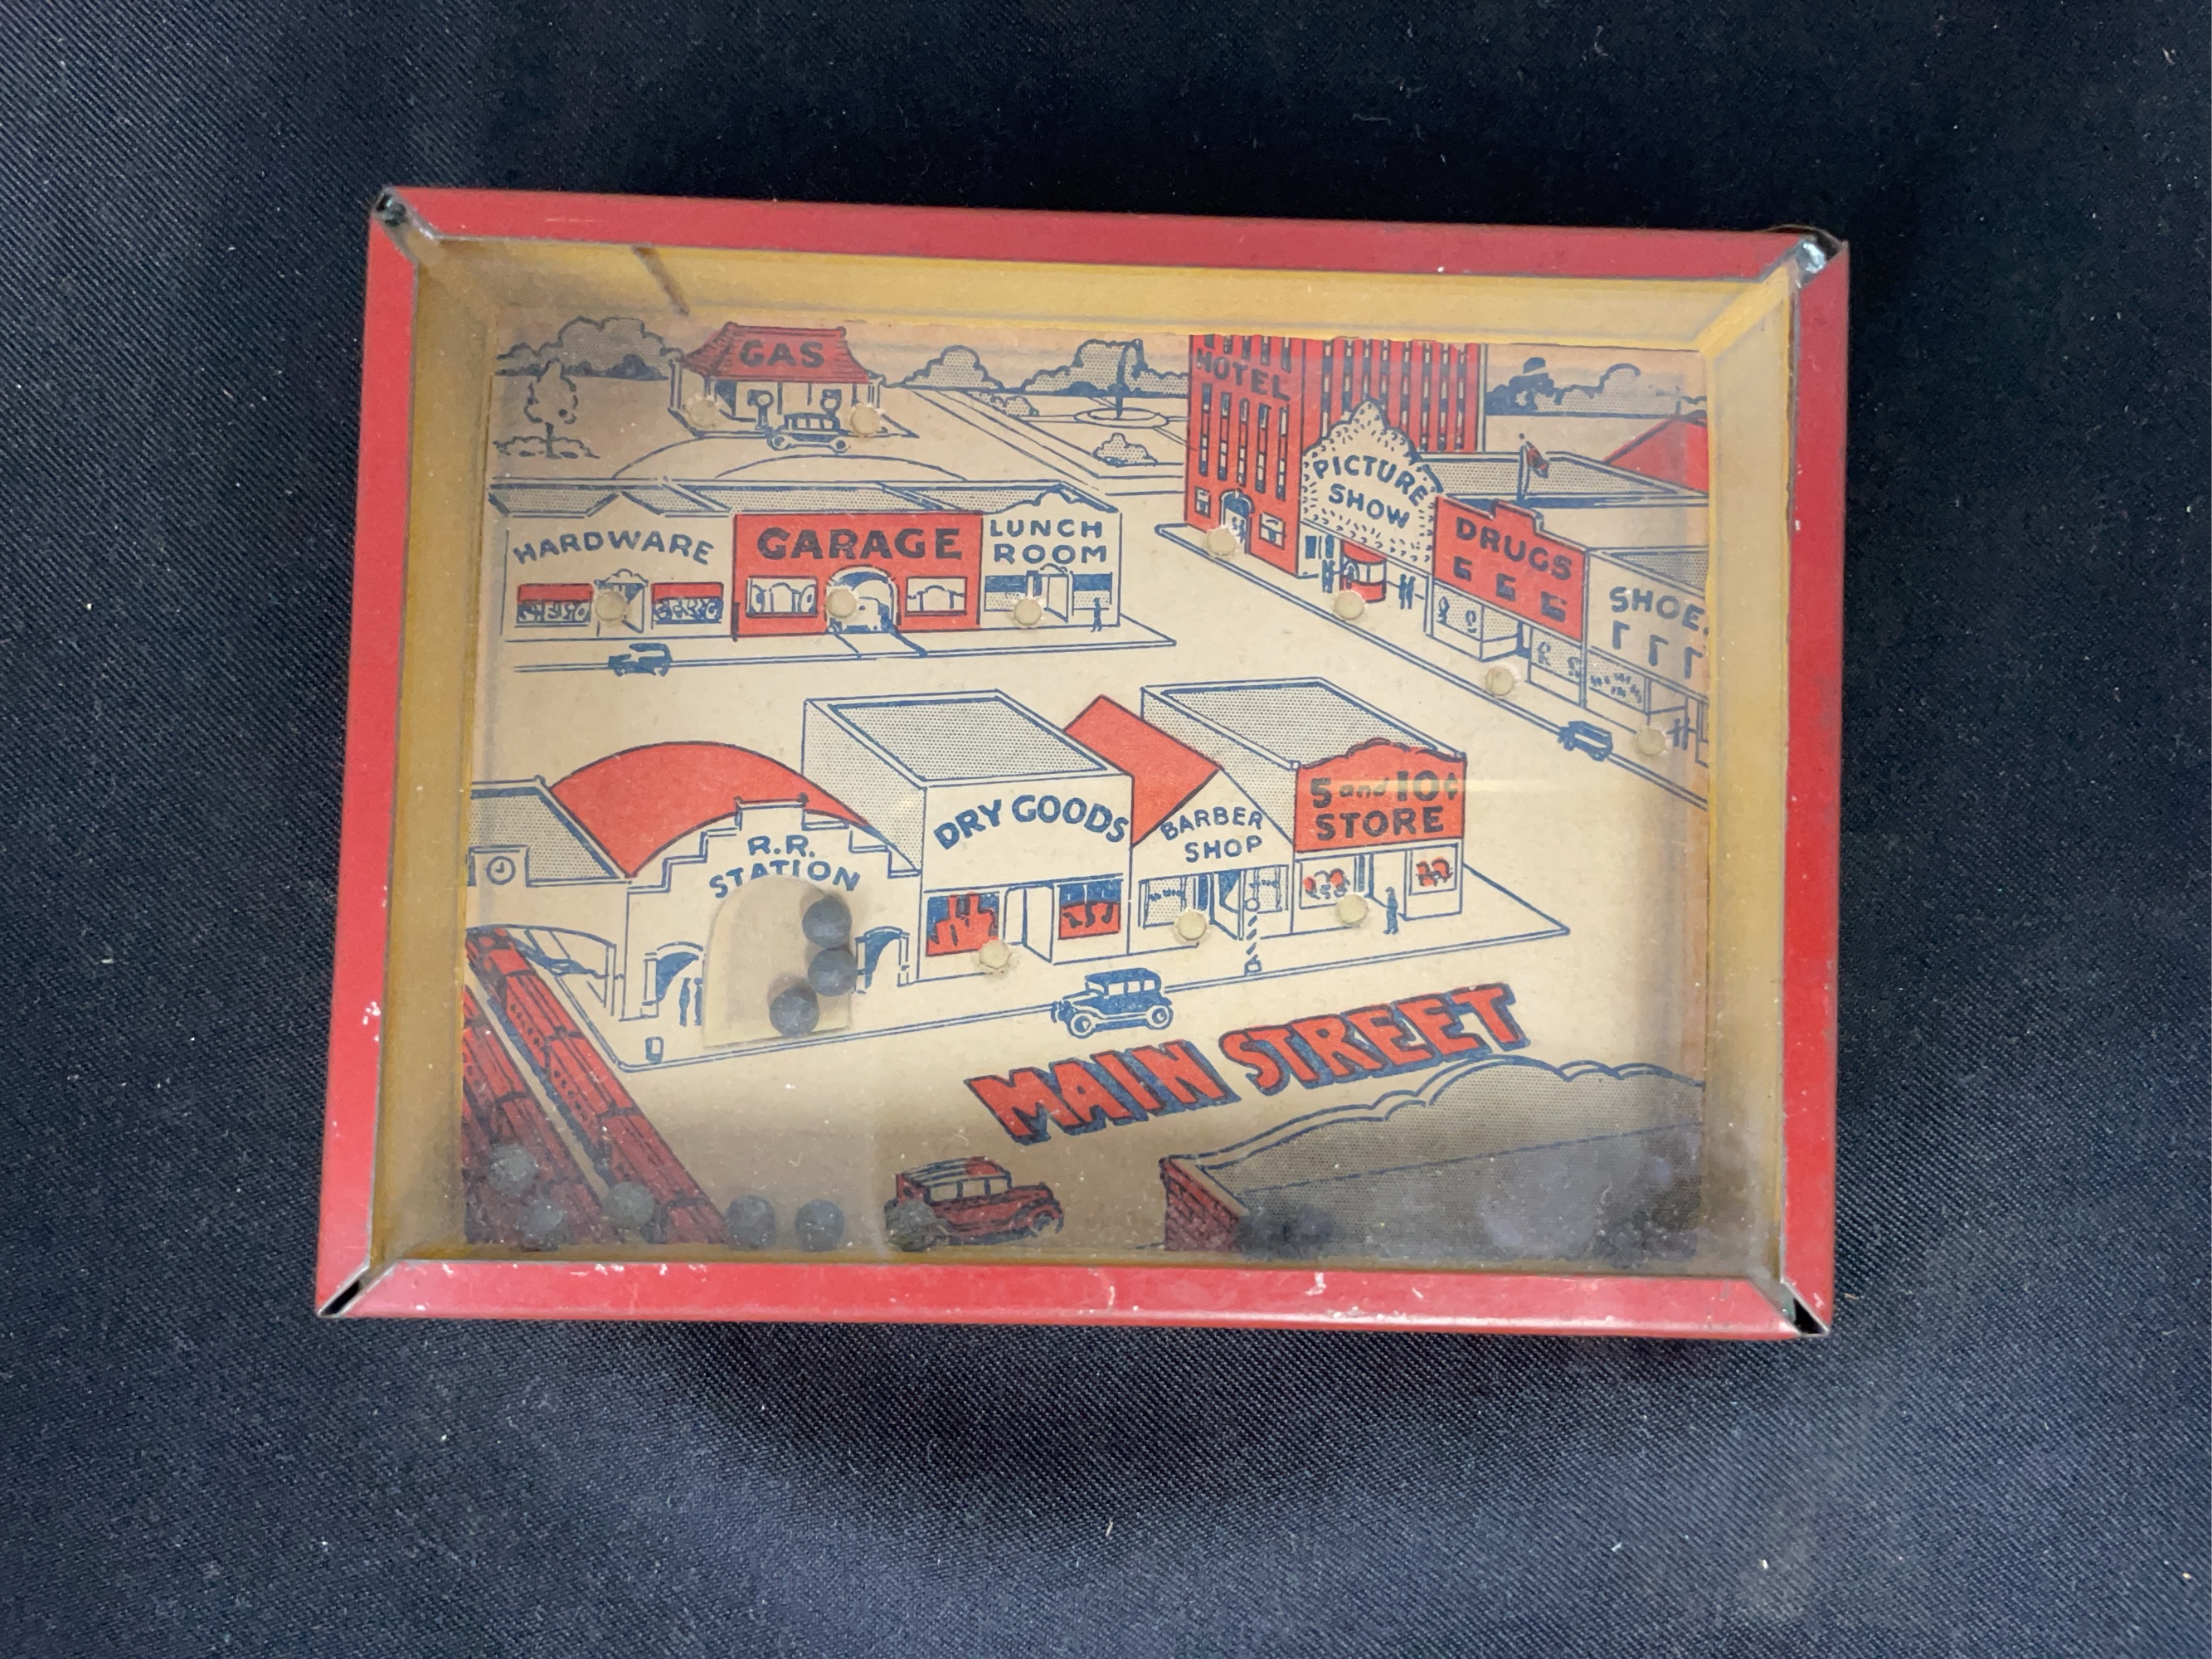 GAS
HOTEL
PICTURE
SHOW
DRUGS
SHOE
HARDWARE
GARAGE
LUNCH
ROOM
DRY GOODS
BARBER
SHOP
5 and 10¢
STORE
R.R.
STATION
MAIN STREET